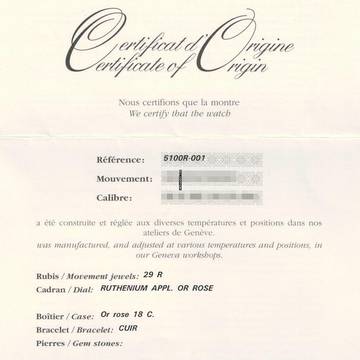 Certificat d'Origine
Certificate of Origin
Nous certifions que la montre
We certify that the watch
Référence: 5100R-001
Mouvement:
Calibre:
a été construite et réglée aux diverses températures et positions dans nos
ateliers de Genève.
was manufactured, and adjusted at various temperatures and positions, in
our Geneva workshops.
Rubis / Movement jewels: 29 R
Cadran / Dial: RUTHENIUM APPL. OR ROSE
Boîtier / Case: Or rose 18 C.
Bracelet / Bracelet: CUIR
Pierres / Gem stones: